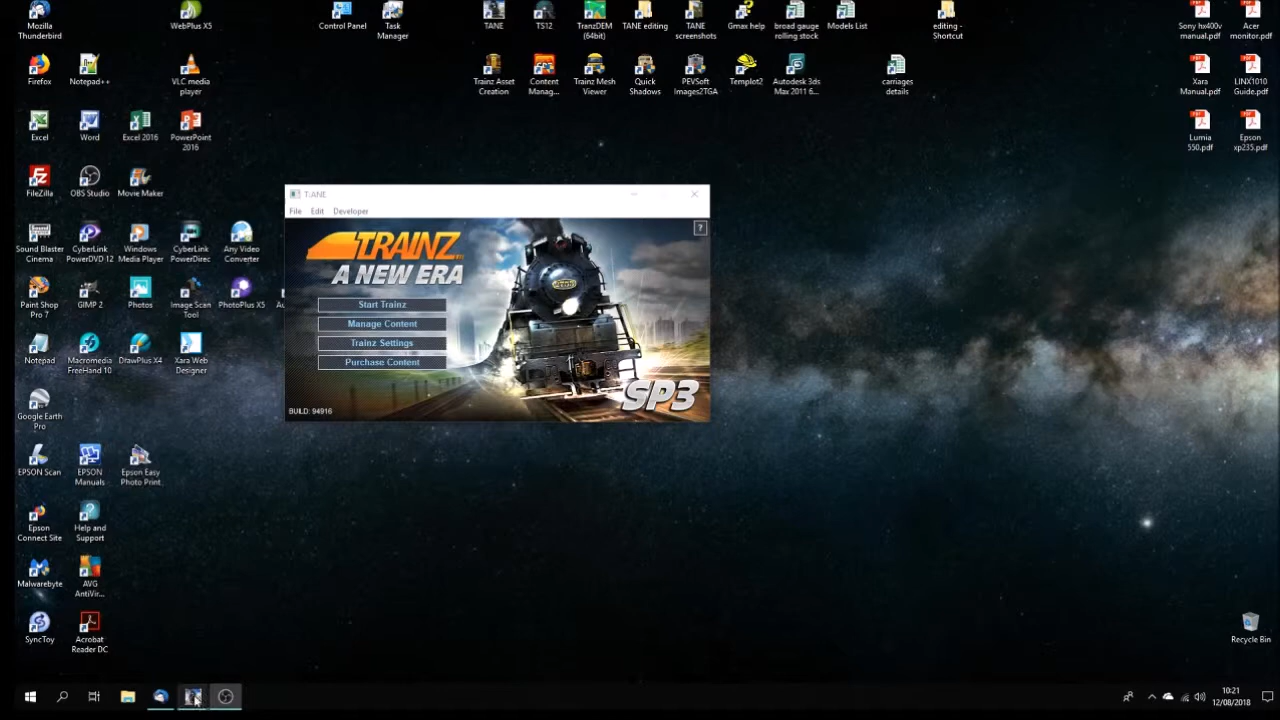 Mozilla
Thunderbird
WebPlus X5
Control Panel
Task
Manager
TANE
TS12
TranzDEM
(64bit)
TANE editing
TANE
screenshots
Gmax help
broad gauge
rolling stock
Models List
editing -
Shortcut
Sony hx400v
manual.pdf
Acer
monitor.pdf
Firefox
Notepad++
VLC media
player
Trainz Asset
Creation
Content
Manag...
Trainz Mesh
Viewer
Quick
Shadows
PEVSoft
Images2TGA
Templot2
Autodesk 3ds
Max 2011 6...
carriages
details
Xara
Manual.pdf
LINX1010
Guide.pdf
Excel
Word
Excel 2016
PowerPoint
2016
Lumia
550.pdf
Epson
xp235.pdf
FileZilla
OBS Studio
Movie Maker
Sound Blaster
Cinema
CyberLink
PowerDVD 12
Windows
Media Player
CyberLink
PowerDirec
Any Video
Converter
Paint Shop
Pro 7
GIMP 2
Photos
Image Scan
Tool
PhotoPlus X5
Notepad
Macromedia
FreeHand 10
DrawPlus X4
Xara Web
Designer
Google Earth
Pro
EPSON Scan
EPSON
Manuals
Epson Easy
Photo Print
Epson
Connect Site
Help and
Support
Malwarebyte
AVG
AntiVir...
SyncToy
Acrobat
Reader DC
T:ANE
File Edit Developer
?
TRAINZ
A NEW ERA
Start Trainz
Manage Content
Trainz Settings
Purchase Content
SP3
BUILD: 94916
Recycle Bin
10:21
12/08/2018